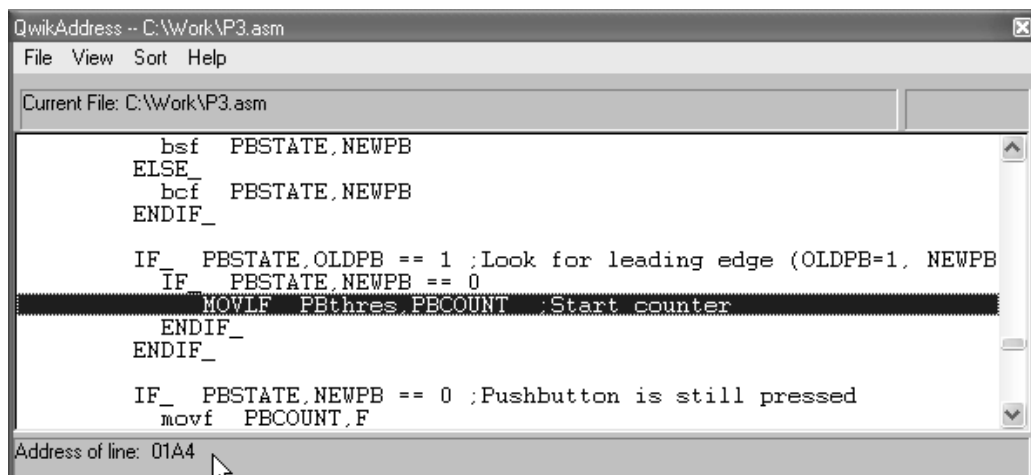 QwikAddress -- C:\Work\P3.asm
File View Sort Help
Current File: C:\Work\P3.asm
bsf PBSTATE,NEWPB
ELSE_
bcf PBSTATE,NEWPB
ENDIF_
IF_ PBSTATE,OLDPB == 1 ;Look for leading edge (OLDPB=1, NEWPB
IF_ PBSTATE,NEWPB == 0
MOVLF PBthres,PBCOUNT ;Start counter
ENDIF_
ENDIF_
IF_ PBSTATE,NEWPB == 0 ;Pushbutton is still pressed
movf PBCOUNT,F
Address of line: 01A4